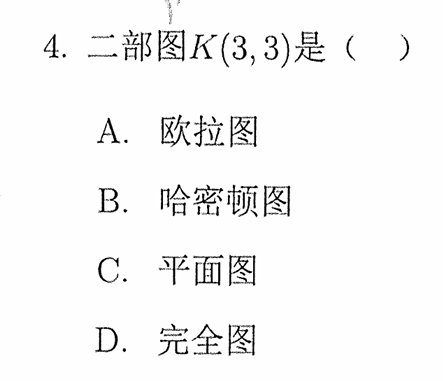 4. 二部图K(3,3)是（ ）
A. 欧拉图
B. 哈密顿图
C. 平面图
D. 完全图